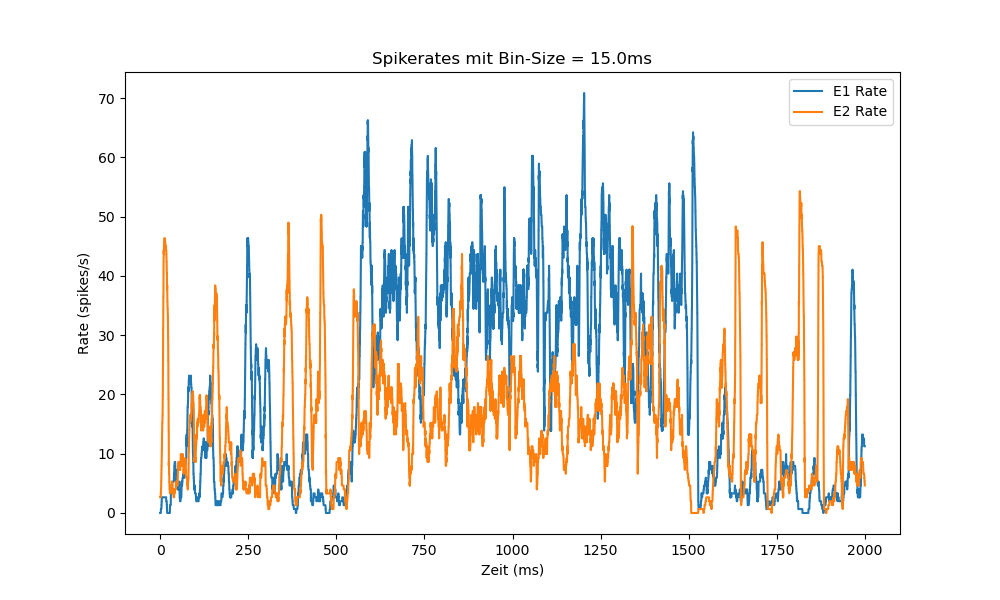 Spikerates mit Bin-Size = 15.0ms
E1 Rate
E2 Rate
Rate (spikes/s)
70
60
50
40
30
20
10
0
0 250 500 750 1000 1250 1500 1750 2000
Zeit (ms)